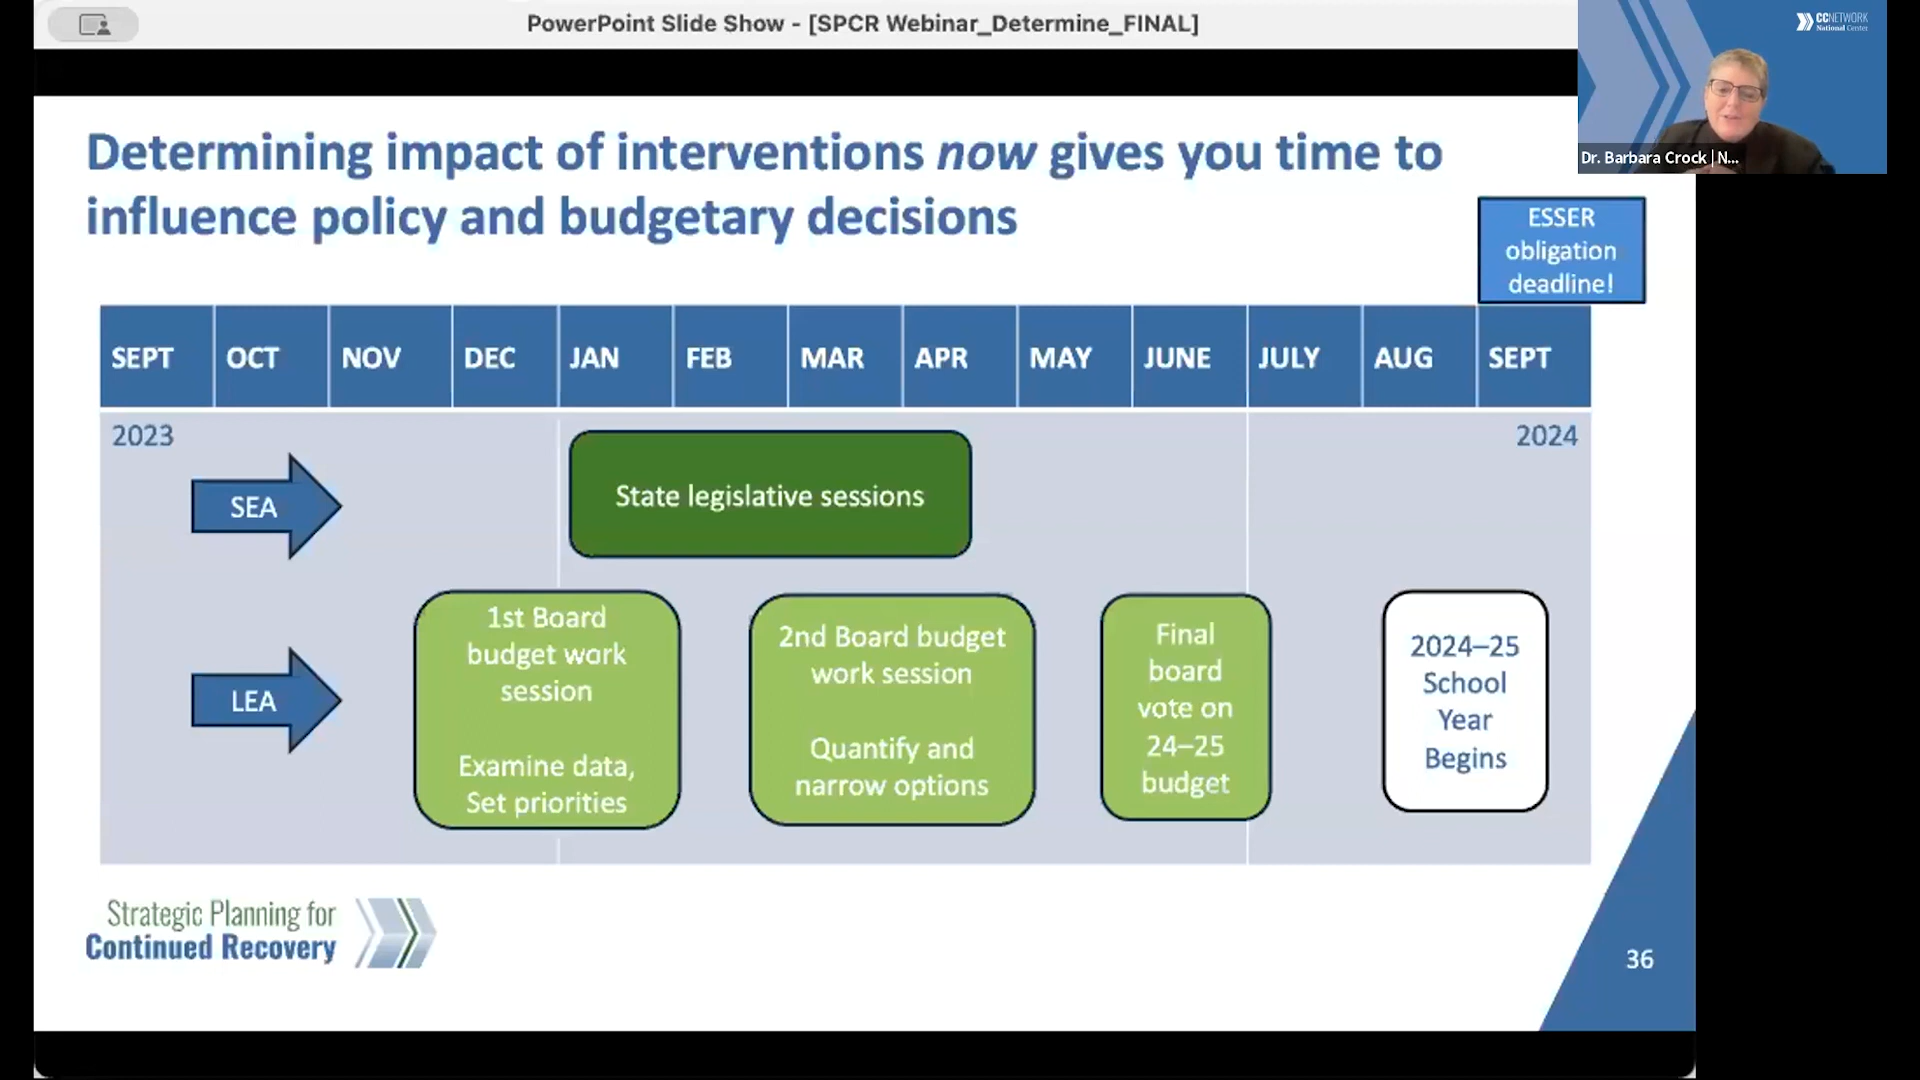 PowerPoint Slide Show - [SPCR Webinar_Determine_FINAL]
CCNETWORK
National Center
Dr. Barbara Crock | N...
Determining impact of interventions now gives you time to
influence policy and budgetary decisions
ESSER
obligation
deadline!
SEPT OCT NOV DEC JAN FEB MAR APR MAY JUNE JULY AUG SEPT
2023
2024
SEA
State legislative sessions
LEA
1st Board
budget work
session
Examine data,
Set priorities
2nd Board budget
work session
Quantify and
narrow options
Final
board
vote on
24–25
budget
2024–25
School
Year
Begins
Strategic Planning for
Continued Recovery
36